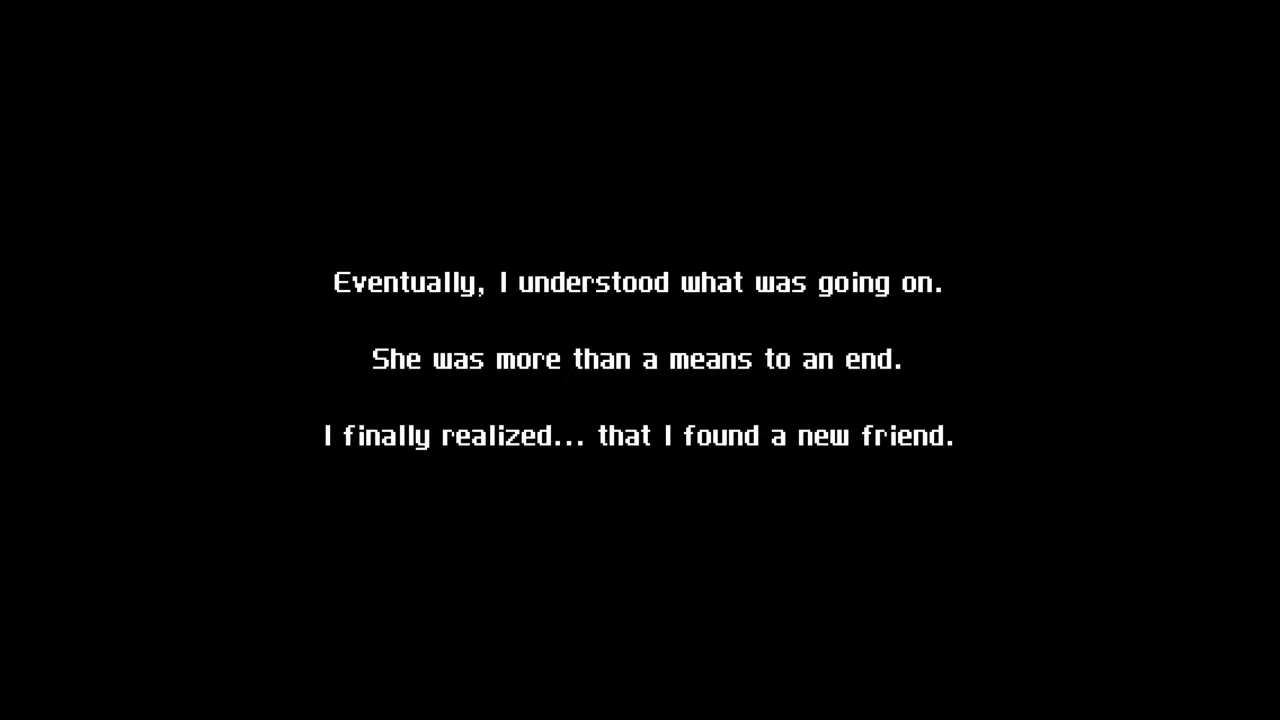 Eventually, I understood what was going on.
She was more than a means to an end.
I finally realized... that I found a new friend.